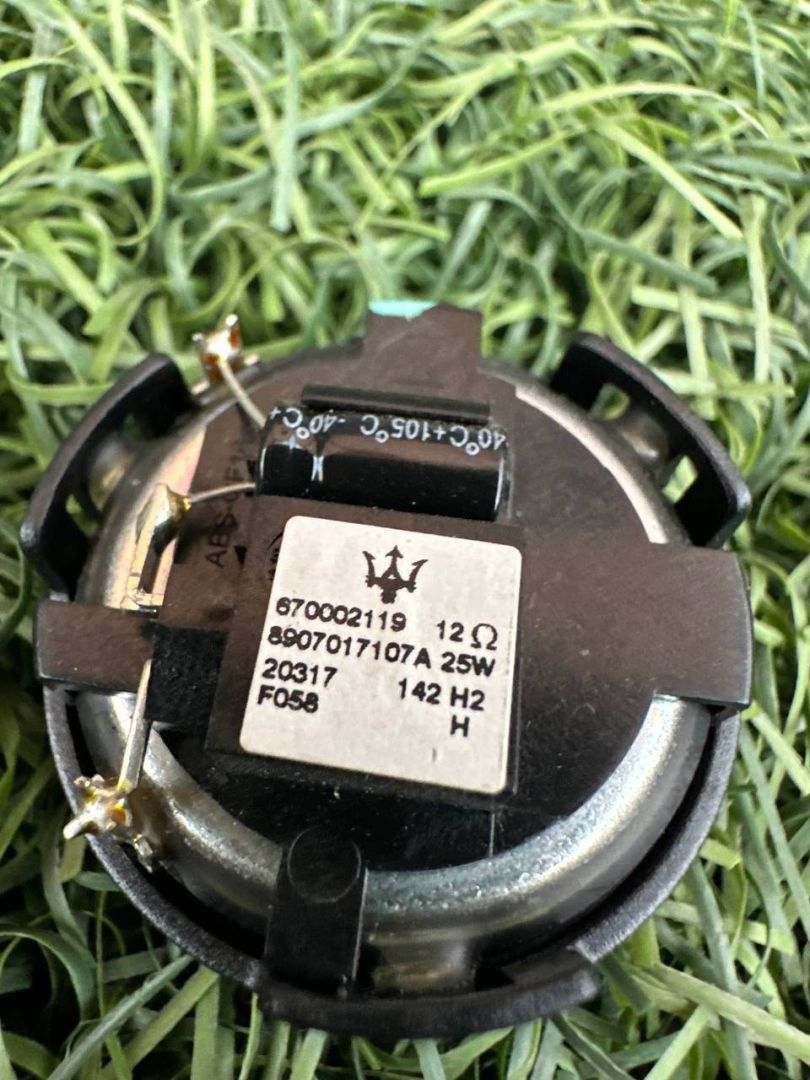 -40°C+105°C -40°C+
670002119 12Ω
8907017107A 25W
20317 142 H2
F058 H